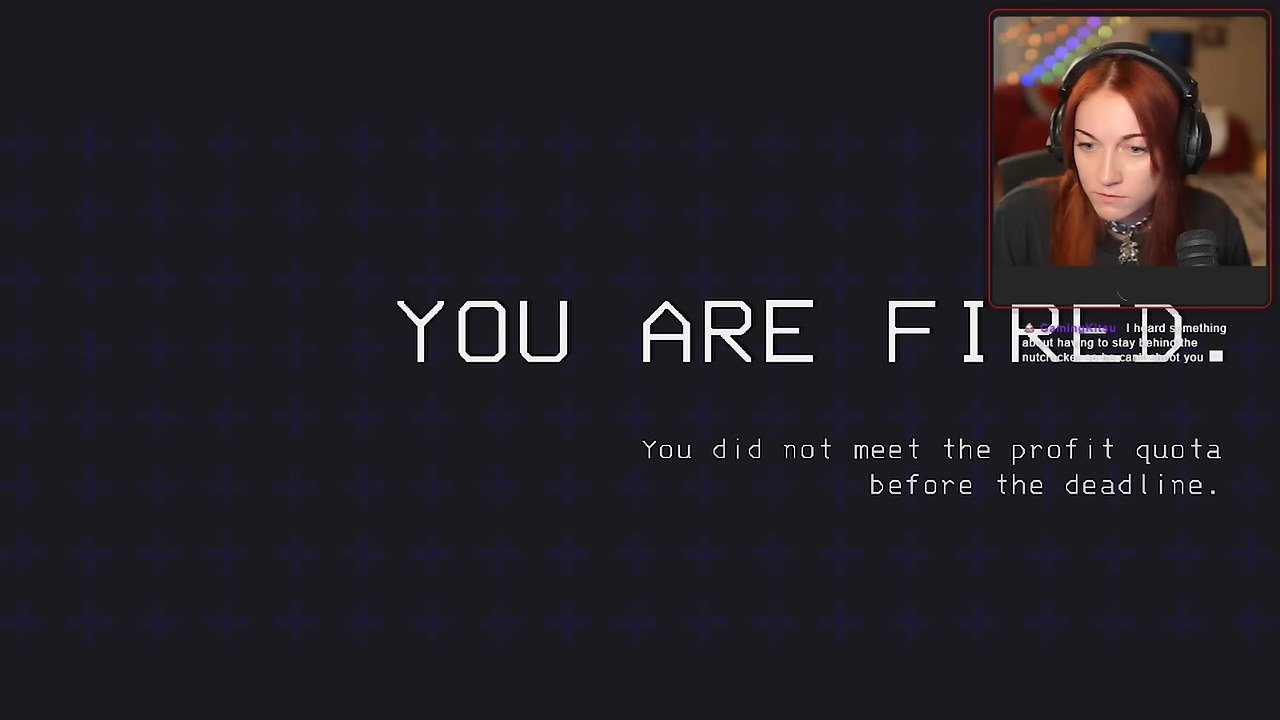 YOU ARE FIRED.
GamingKitsu I heard something
about having to stay behind the
nutcracker so he can't shoot you
You did not meet the profit quota
before the deadline.